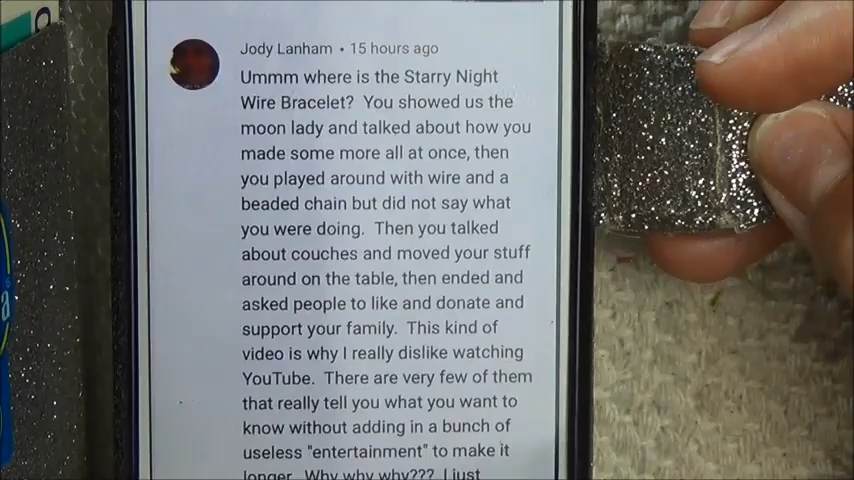 Jody Lanham • 15 hours ago
Ummm where is the Starry Night
Wire Bracelet?  You showed us the
moon lady and talked about how you
made some more all at once, then
you played around with wire and a
beaded chain but did not say what
you were doing.  Then you talked
about couches and moved your stuff
around on the table, then ended and
asked people to like and donate and
support your family.  This kind of
video is why I really dislike watching
YouTube.  There are very few of them
that really tell you what you want to
know without adding in a bunch of
useless "entertainment" to make it
longer.  Why why why???  I just